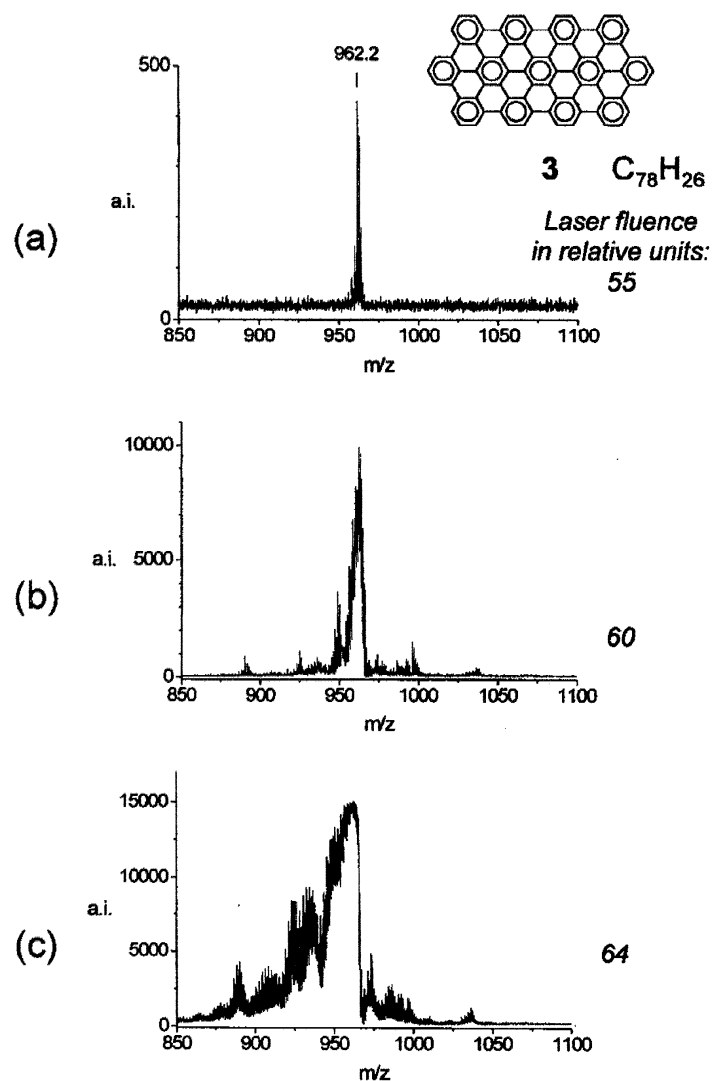 962.2
500
a.i.
0
850 900 950 1000 1050 1100
m/z
(a)
3 C₇₈H₂₆
Laser fluence
in relative units:
55
10000
a.i. 5000
0
850 900 950 1000 1050 1100
m/z
(b)
60
15000
10000
a.i.
5000
0
850 900 950 1000 1050 1100
m/z
(c)
64